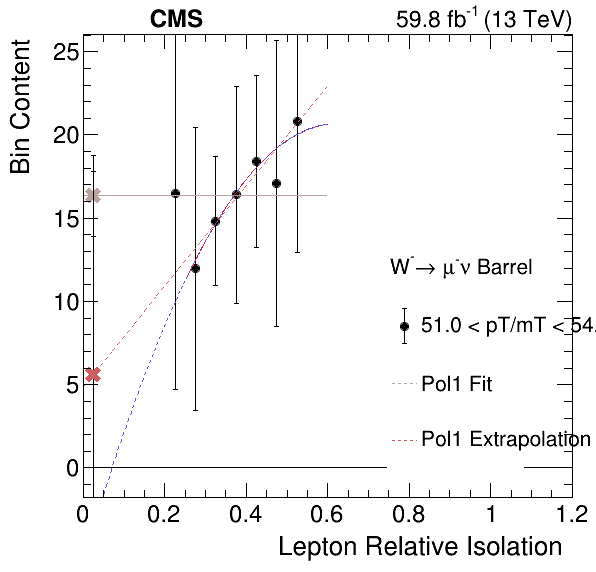 CMS 59.8 fb⁻¹ (13 TeV)
Bin Content
25
20
15
10
5
0
W⁻→ μ⁻ν Barrel
51.0 < pT/mT < 54.
Pol1 Fit
Pol1 Extrapolation
0 0.2 0.4 0.6 0.8 1 1.2
Lepton Relative Isolation